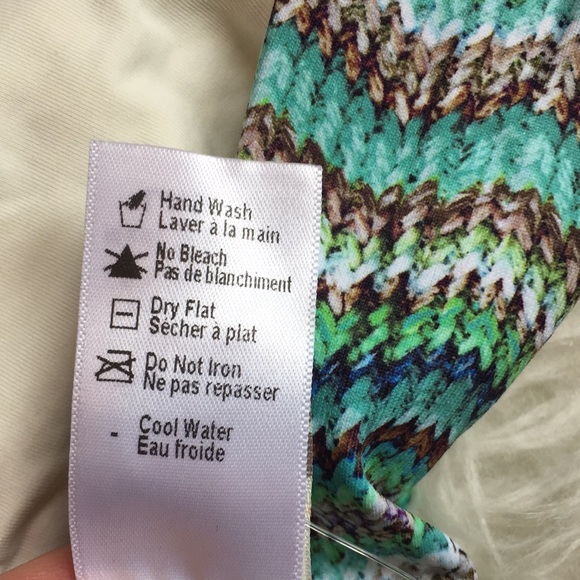 Hand Wash
Laver à la main
No Bleach
Pas de blanchiment
Dry Flat
Sécher à plat
Do Not Iron
Ne pas repasser
- Cool Water
Eau froide